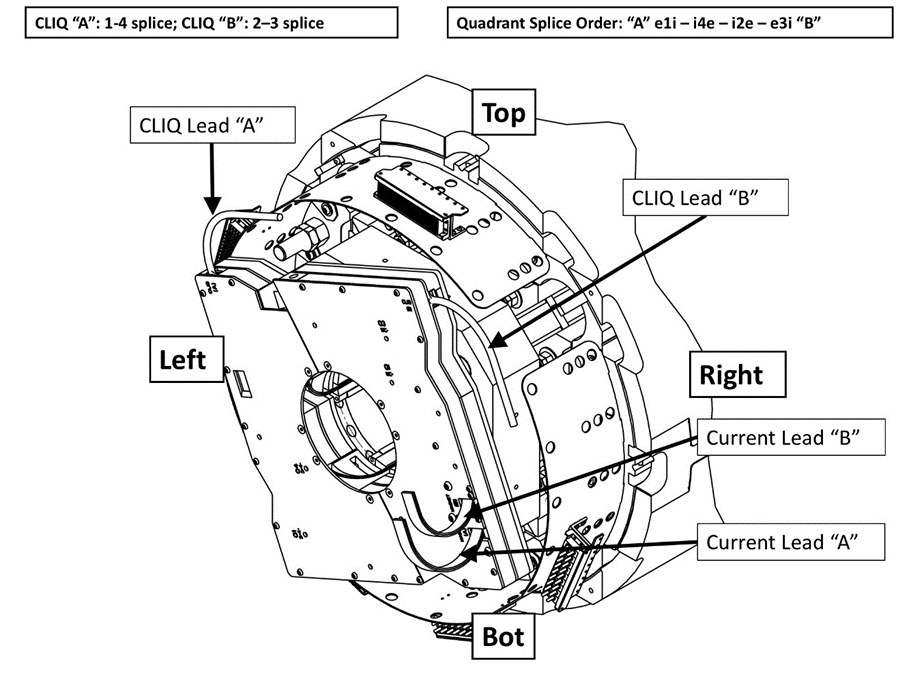 CLIQ “A”: 1-4 splice; CLIQ “B”: 2–3 splice
Quadrant Splice Order: “A” e1i – i4e – i2e – e3i “B”
Top
CLIQ Lead “A”
CLIQ Lead “B”
Left
Right
Current Lead “B”
Current Lead “A”
Bot